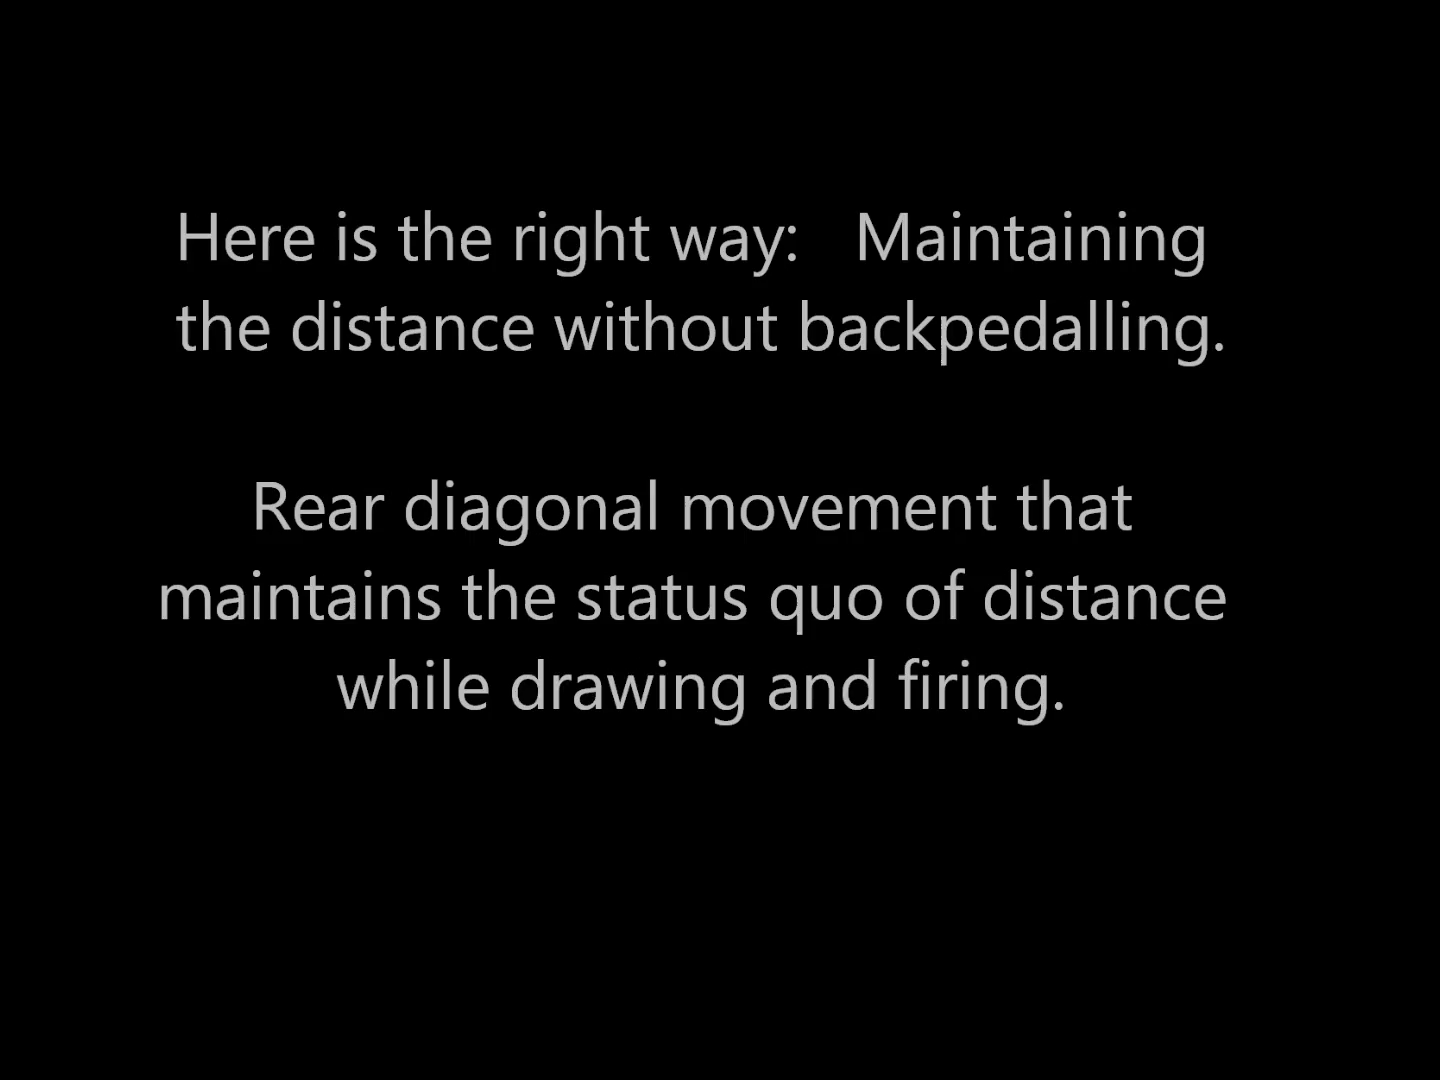 Here is the right way:   Maintaining
the distance without backpedalling.
Rear diagonal movement that
maintains the status quo of distance
while drawing and firing.